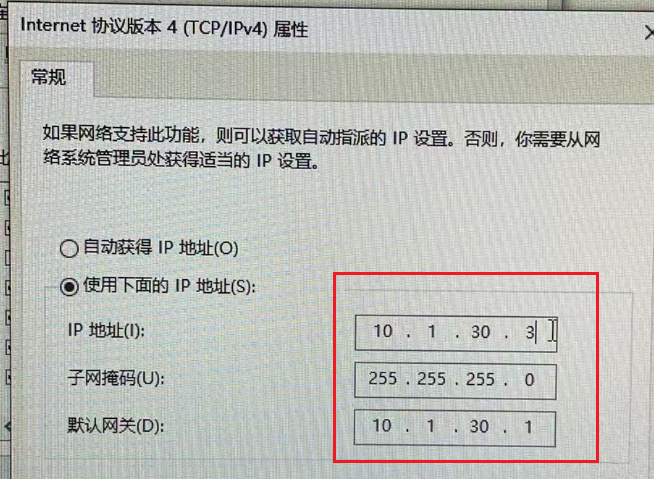 Internet 协议版本 4 (TCP/IPv4) 属性
常规
如果网络支持此功能，则可以获取自动指派的 IP 设置。否则，你需要从网
络系统管理员处获得适当的 IP 设置。
自动获得 IP 地址(O)
使用下面的 IP 地址(S):
IP 地址(I): 10 . 1 . 30 . 3
子网掩码(U): 255 . 255 . 255 . 0
默认网关(D): 10 . 1 . 30 . 1